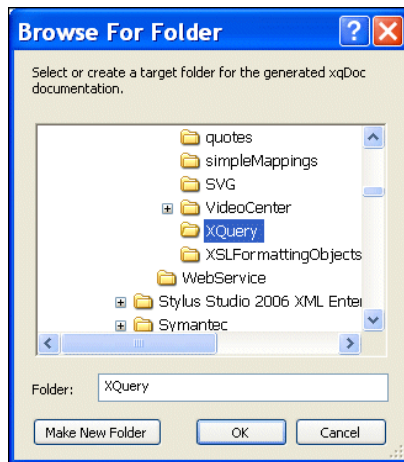 Browse For Folder
Select or create a target folder for the generated xqDoc
documentation.
quotes
simpleMappings
SVG
VideoCenter
XQuery
XSLFormattingObjects
WebService
Stylus Studio 2006 XML Enter
Symantec
Folder: XQuery
Make New Folder OK Cancel